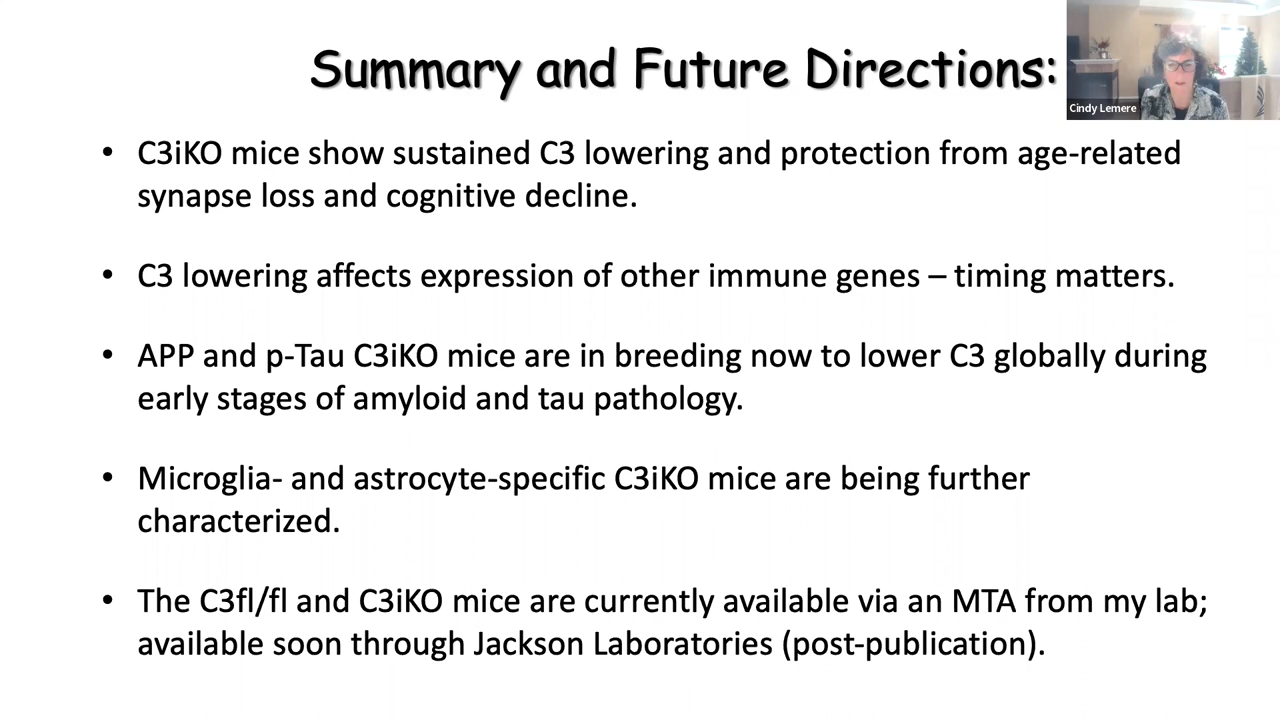 Summary and Future Directions:
Cindy Lemere
• C3iKO mice show sustained C3 lowering and protection from age-related
synapse loss and cognitive decline.
• C3 lowering affects expression of other immune genes – timing matters.
• APP and p-Tau C3iKO mice are in breeding now to lower C3 globally during
early stages of amyloid and tau pathology.
• Microglia- and astrocyte-specific C3iKO mice are being further
characterized.
• The C3fl/fl and C3iKO mice are currently available via an MTA from my lab;
available soon through Jackson Laboratories (post-publication).